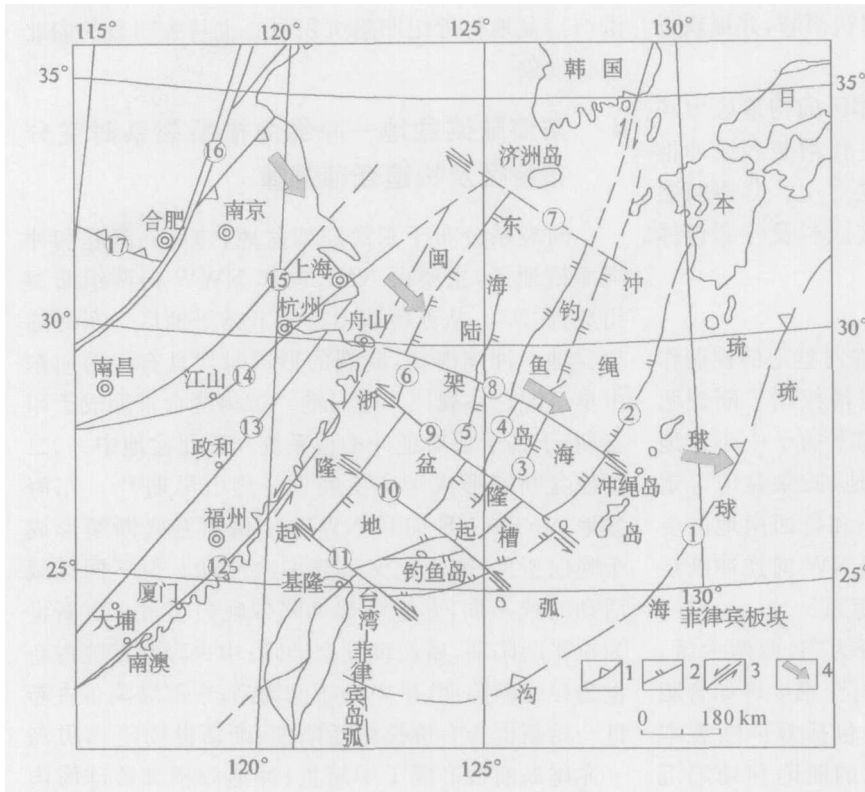 115°
120°
125°
130°
35°
韩国
35°
日
济洲岛
本
16
合肥
南京
17
上海
闽
东
7
15
杭州
海
钓
冲
30°
舟山
陆
30°
琉
南昌
江山
14
6
架
8
鱼
绳
琉
浙
13
9
5
4
岛
2
球
政和
盆
3
海
隆
10
隆
冲绳岛
福州
起
地
起
槽
岛
球
1
25°
12
11
钓鱼岛
25°
厦门
基隆
弧
海
130°
大埔
台湾
菲律宾板块
南澳
菲律宾岛弧
沟
1
2
3
4
0 180 km
120°
125°